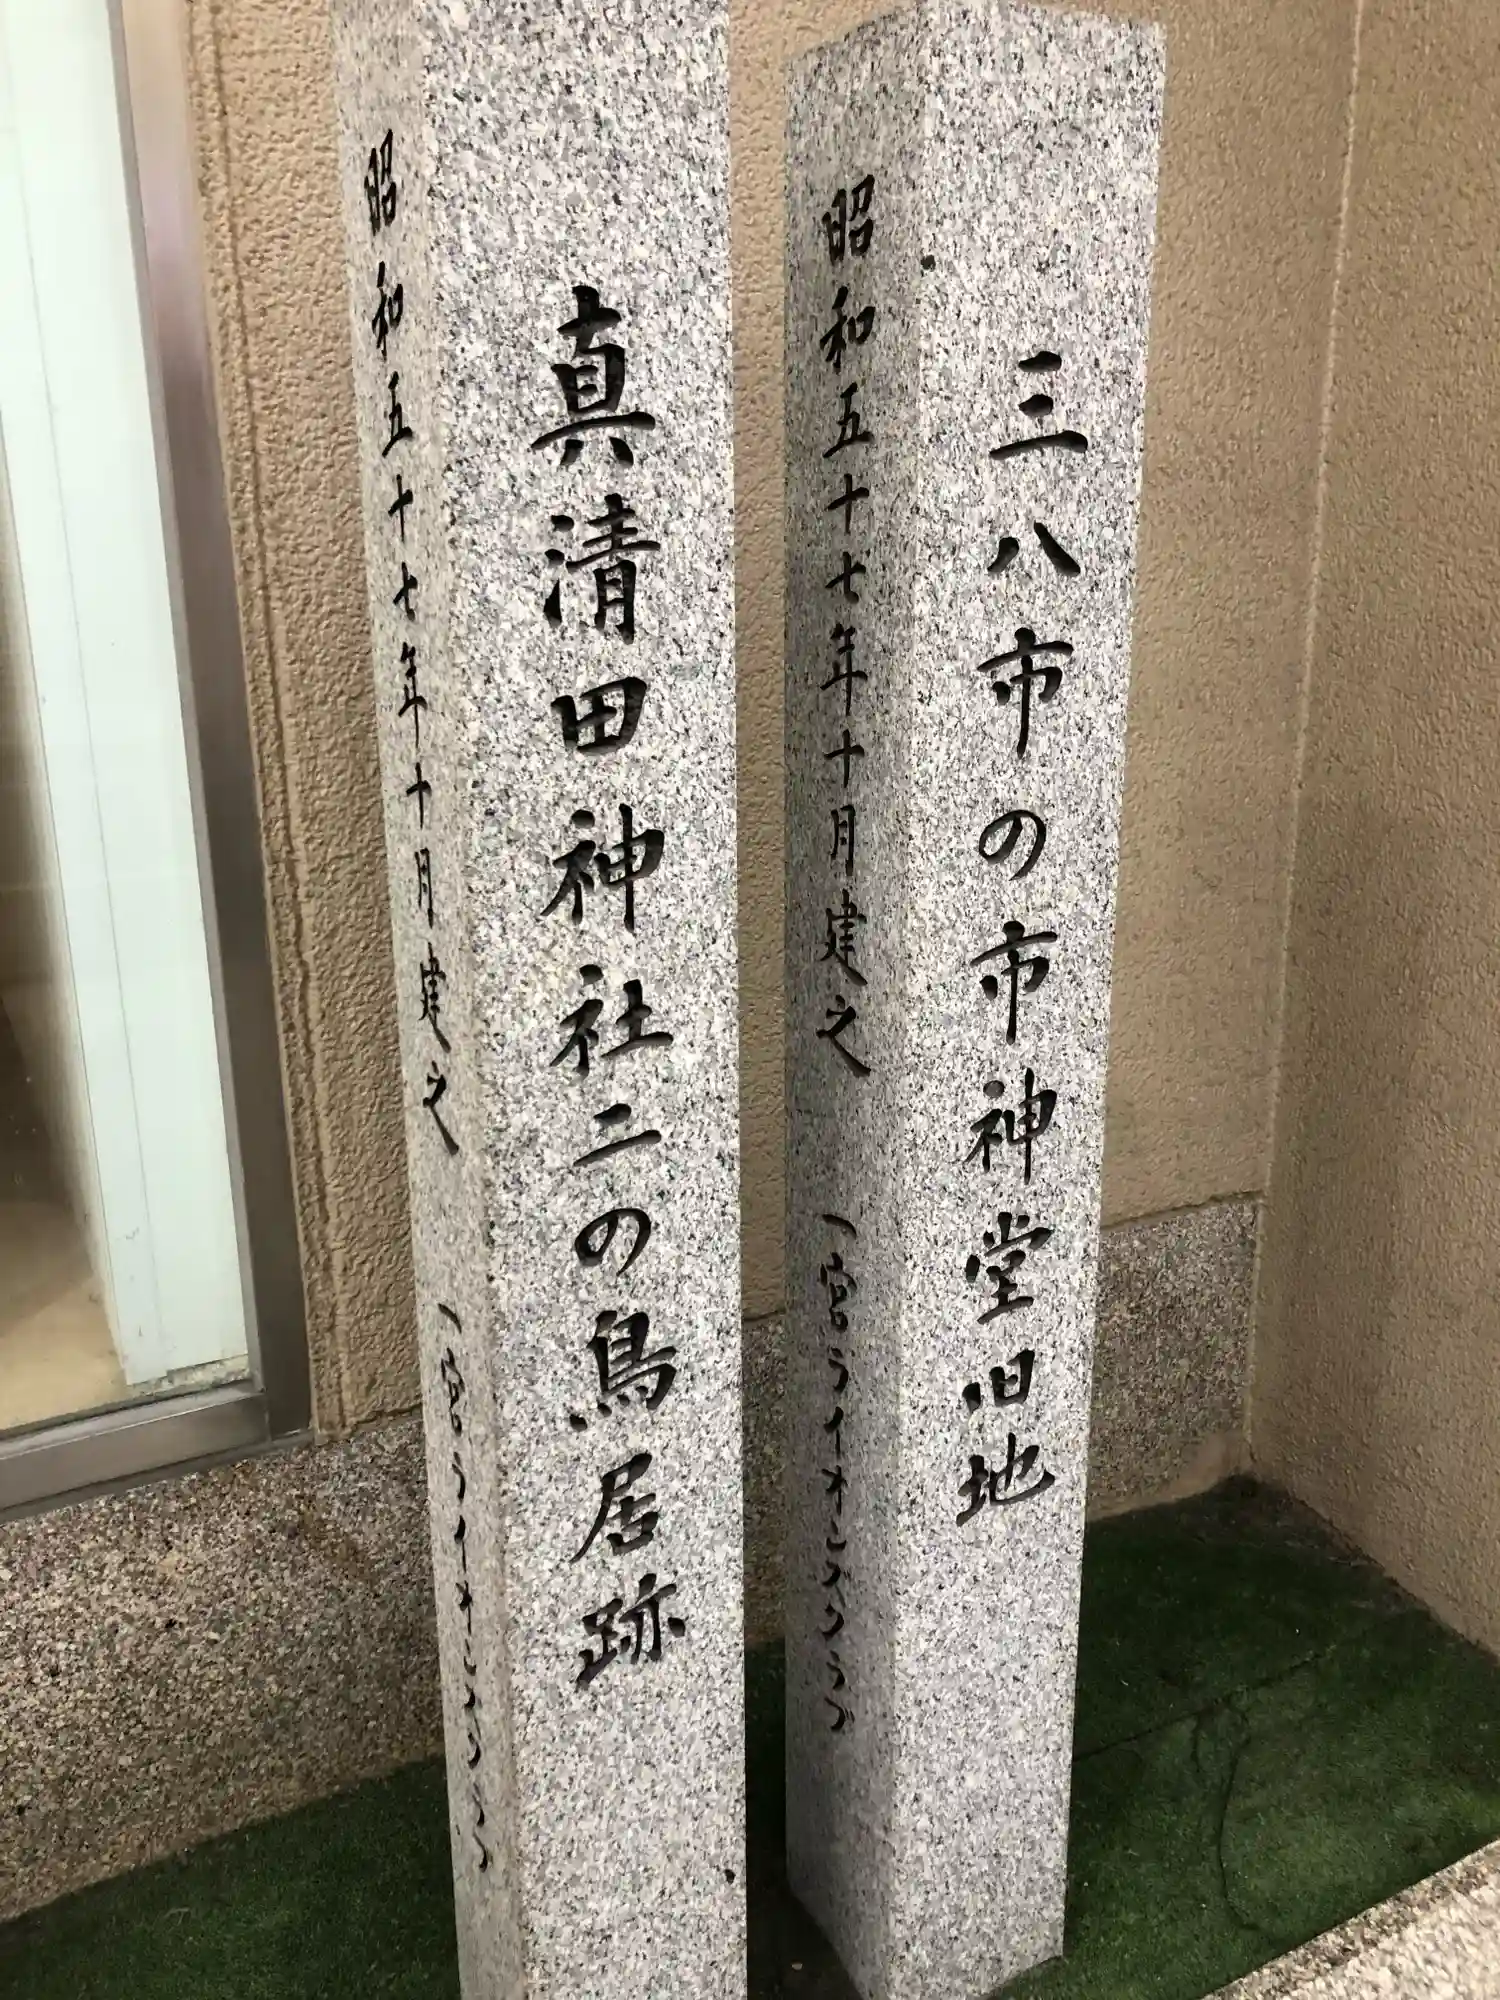 三八市の市神堂旧地
昭和五十七年十月建之 一宮ライオンズクラブ
真清田神社二の鳥居跡
昭和五十七年十月建之 一宮ライオンズクラブ